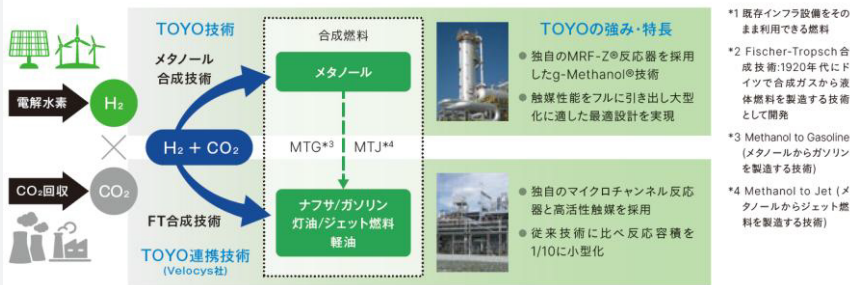 TOYO技術
メタノール
合成技術
電解水素
H₂
H₂ + CO₂
CO₂回収
CO₂
FT合成技術
TOYO連携技術
(Velocys社)
合成燃料
メタノール
MTG*3
MTJ*4
ナフサ/ガソリン
灯油/ジェット燃料
軽油
TOYOの強み・特長
● 独自のMRF-Z®反応器を採用
したg-Methanol®技術
● 触媒性能をフルに引き出し大型
化に適した最適設計を実現
● 独自のマイクロチャンネル反応
器と高活性触媒を採用
● 従来技術に比べ反応容積を
1/10に小型化
*1 既存インフラ設備をその
まま利用できる燃料
*2 Fischer-Tropsch合
成技術:1920年代にド
イツで合成ガスから液
体燃料を製造する技術
として開発
*3 Methanol to Gasoline
(メタノールからガソリン
を製造する技術)
*4 Methanol to Jet (メ
タノールからジェット燃
料を製造する技術)